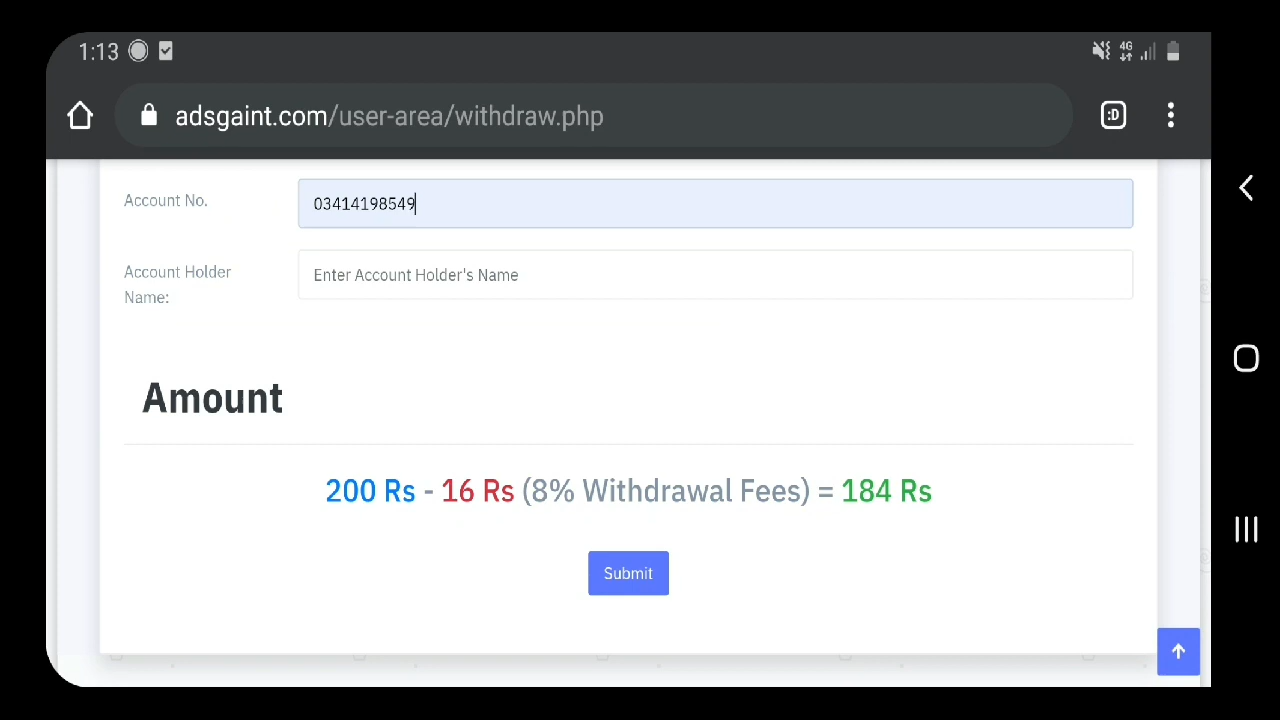 1:13
4G
adsgaint.com/user-area/withdraw.php
:D
Account No.
03414198549
Account Holder
Name:
Enter Account Holder's Name
Amount
200 Rs - 16 Rs (8% Withdrawal Fees) = 184 Rs
Submit